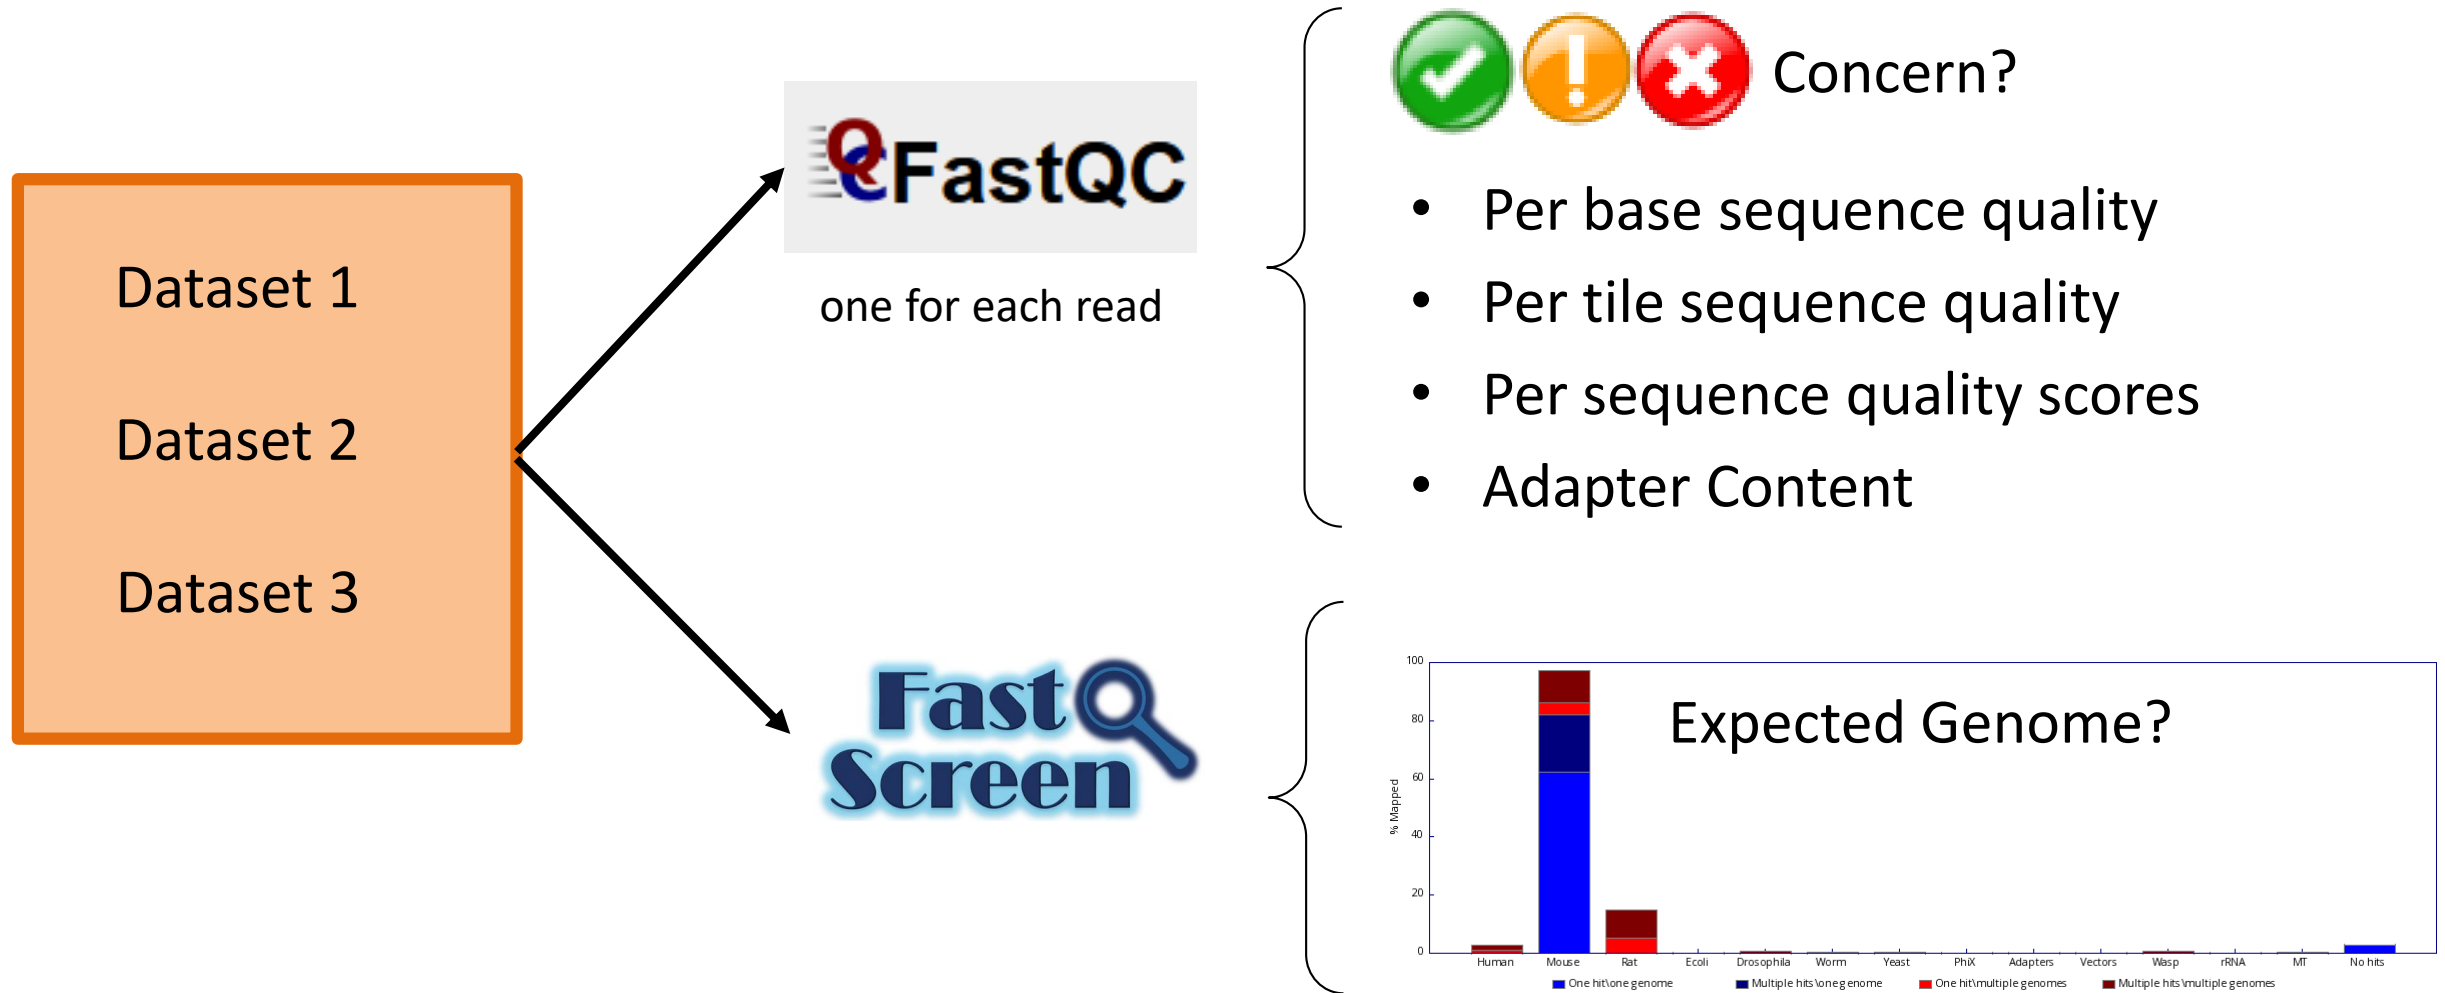 Dataset 1
Dataset 2
Dataset 3
QC FastQC
one for each read
Fast
Screen
Concern?
• Per base sequence quality
• Per tile sequence quality
• Per sequence quality scores
• Adapter Content
Expected Genome?
% Mapped
100
80
60
40
20
0
Human Mouse Rat Ecoli Drosophila Worm Yeast PhiX Adapters Vectors Wasp rRNA MT No hits
One hit\one genome Multiple hits\one genome One hit\multiple genomes Multiple hits\multiple genomes